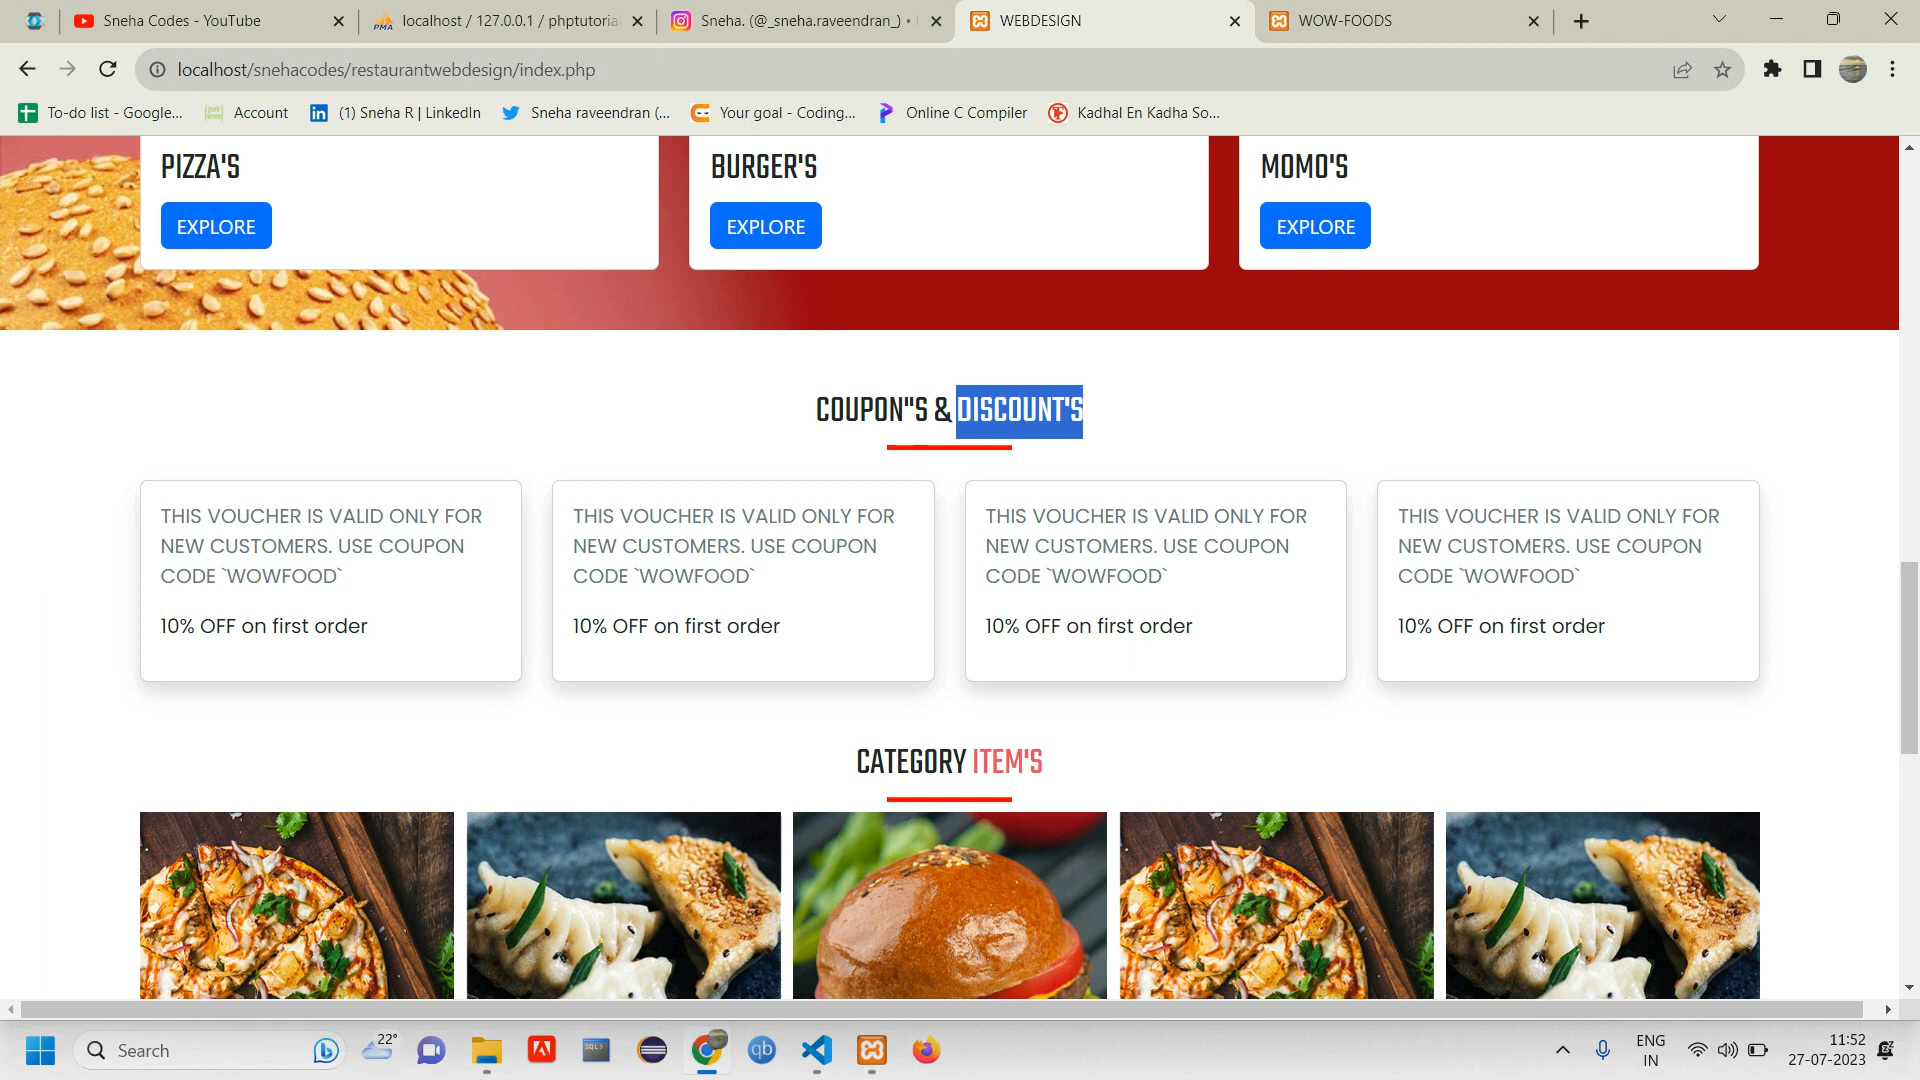 Sneha Codes - YouTube
localhost / 127.0.0.1 / phptutoria
Sneha. (@_sneha.raveendran_) •
WEBDESIGN
WOW-FOODS
localhost/snehacodes/restaurantwebdesign/index.php
To-do list - Google...
Account
(1) Sneha R | LinkedIn
Sneha raveendran (...
Your goal - Coding...
Online C Compiler
Kadhal En Kadha So...
PIZZA'S
BURGER'S
MOMO'S
EXPLORE
EXPLORE
EXPLORE
COUPON"S & DISCOUNT'S
THIS VOUCHER IS VALID ONLY FOR
NEW CUSTOMERS. USE COUPON
CODE `WOWFOOD`
10% OFF on first order
THIS VOUCHER IS VALID ONLY FOR
NEW CUSTOMERS. USE COUPON
CODE `WOWFOOD`
10% OFF on first order
THIS VOUCHER IS VALID ONLY FOR
NEW CUSTOMERS. USE COUPON
CODE `WOWFOOD`
10% OFF on first order
THIS VOUCHER IS VALID ONLY FOR
NEW CUSTOMERS. USE COUPON
CODE `WOWFOOD`
10% OFF on first order
CATEGORY ITEM'S
Search
22°
SQL>
qb
ENG
IN
11:52
27-07-2023